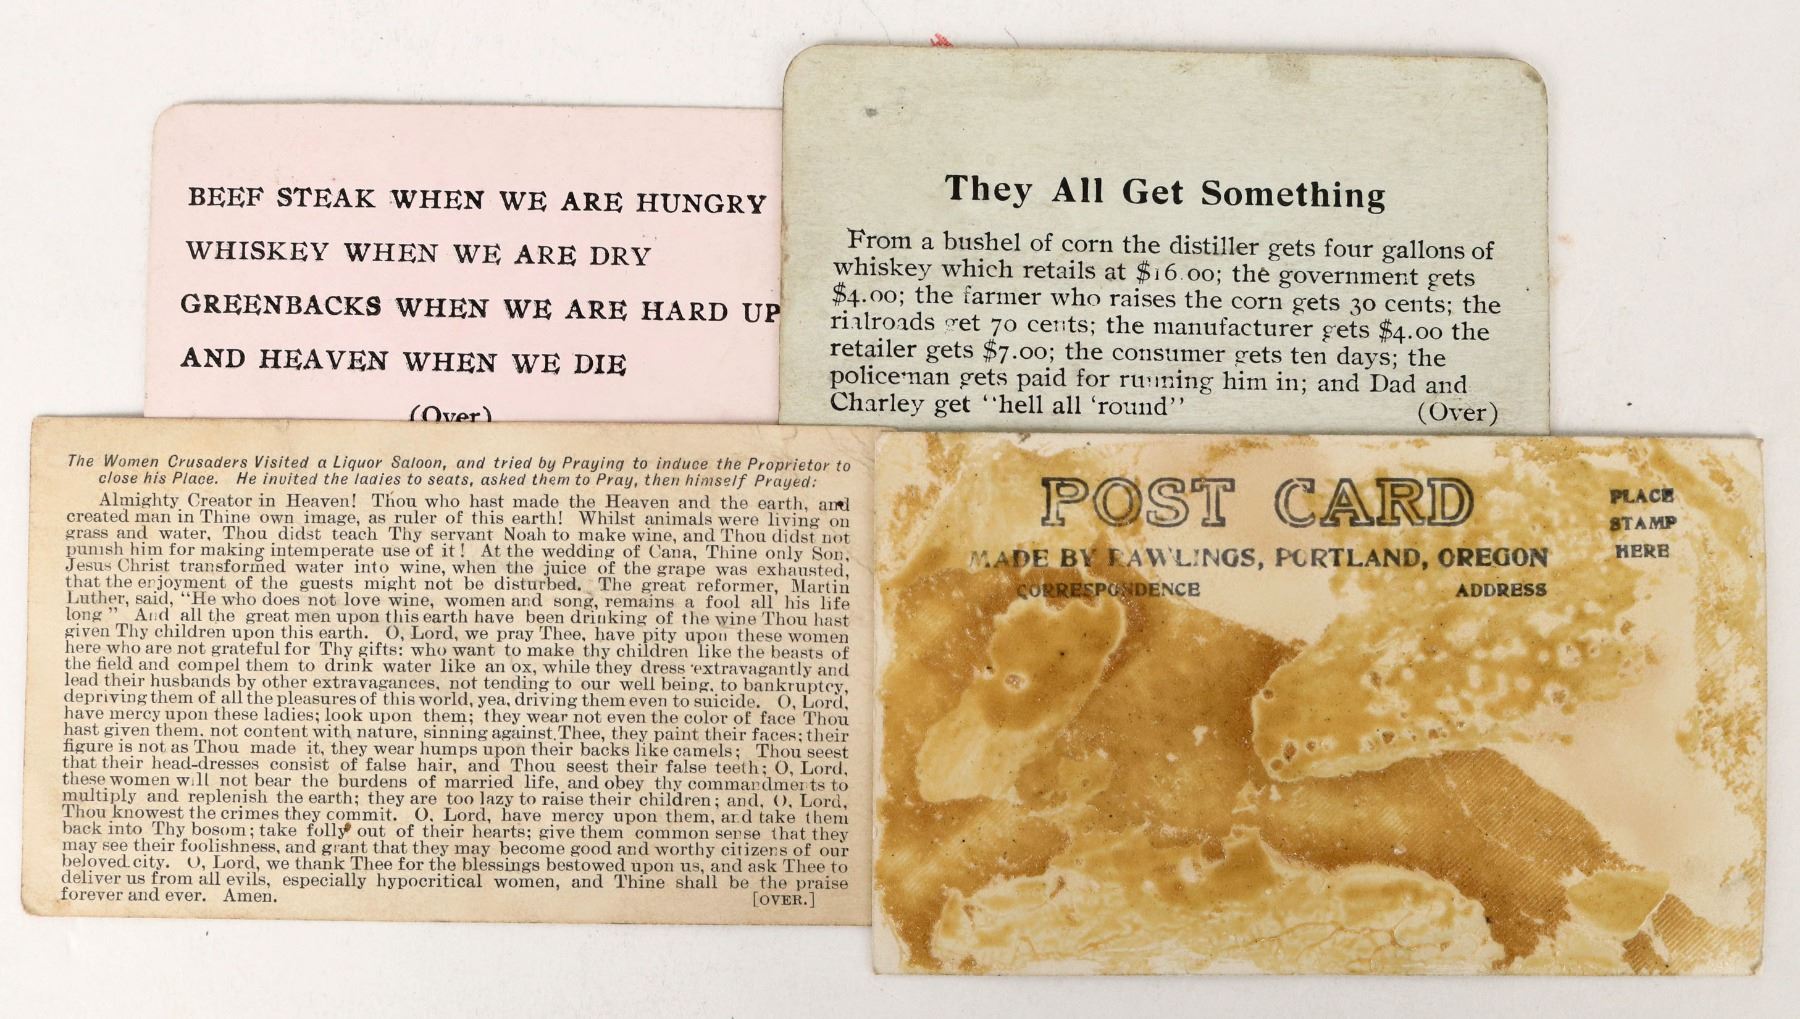 BEEF STEAK WHEN WE ARE HUNGRY
WHISKEY WHEN WE ARE DRY
GREENBACKS WHEN WE ARE HARD UP
AND HEAVEN WHEN WE DIE
(Over)
They All Get Something
From a bushel of corn the distiller gets four gallons of
whiskey which retails at $16.00; the government gets
$4.00; the farmer who raises the corn gets 30 cents; the
rialroads get 70 cents; the manufacturer gets $4.00 the
retailer gets $7.00; the consumer gets ten days; the
policeman gets paid for running him in; and Dad and
Charley get "hell all 'round" (Over)
The Women Crusaders Visited a Liquor Saloon, and tried by Praying to induce the Proprietor to
close his Place. He invited the ladies to seats, asked them to Pray, then himself Prayed:
Almighty Creator in Heaven! Thou who hast made the Heaven and the earth, and
created man in Thine own image, as ruler of this earth! Whilst animals were living on
grass and water, Thou didst teach Thy servant Noah to make wine, and Thou didst not
punish him for making intemperate use of it! At the wedding of Cana, Thine only Son,
Jesus Christ transformed water into wine, when the juice of the grape was exhausted,
that the enjoyment of the guests might not be disturbed. The great reformer, Martin
Luther, said, "He who does not love wine, women and song, remains a fool all his life
long" And all the great men upon this earth have been drinking of the wine Thou hast
given Thy children upon this earth. O, Lord, we pray Thee, have pity upon these women
here who are not grateful for Thy gifts: who want to make thy children like the beasts of
the field and compel them to drink water like an ox, while they dress extravagantly and
lead their husbands by other extravagances, not tending to our well being, to bankruptcy,
depriving them of all the pleasures of this world, yea, driving them even to suicide. O, Lord,
have mercy upon these ladies; look upon them; they wear not even the color of face Thou
hast given them, not content with nature, sinning against Thee, they paint their faces; their
figure is not as Thou made it, they wear humps upon their backs like camels; Thou seest
that their head-dresses consist of false hair, and Thou seest their false teeth; O, Lord,
these women will not bear the burdens of married life, and obey thy commandments to
multiply and replenish the earth; they are too lazy to raise their children; and, O, Lord,
Thou knowest the crimes they commit. O, Lord, have mercy upon them, and take them
back into Thy bosom; take folly out of their hearts; give them common sense that they
may see their foolishness, and grant that they may become good and worthy citizens of our
beloved city. O, Lord, we thank Thee for the blessings bestowed upon us, and ask Thee to
deliver us from all evils, especially hypocritical women, and Thine shall be the praise
forever and ever. Amen. [OVER.]
POST CARD
MADE BY RAWLINGS, PORTLAND, OREGON
CORRESPONDENCE ADDRESS
PLACE
STAMP
HERE